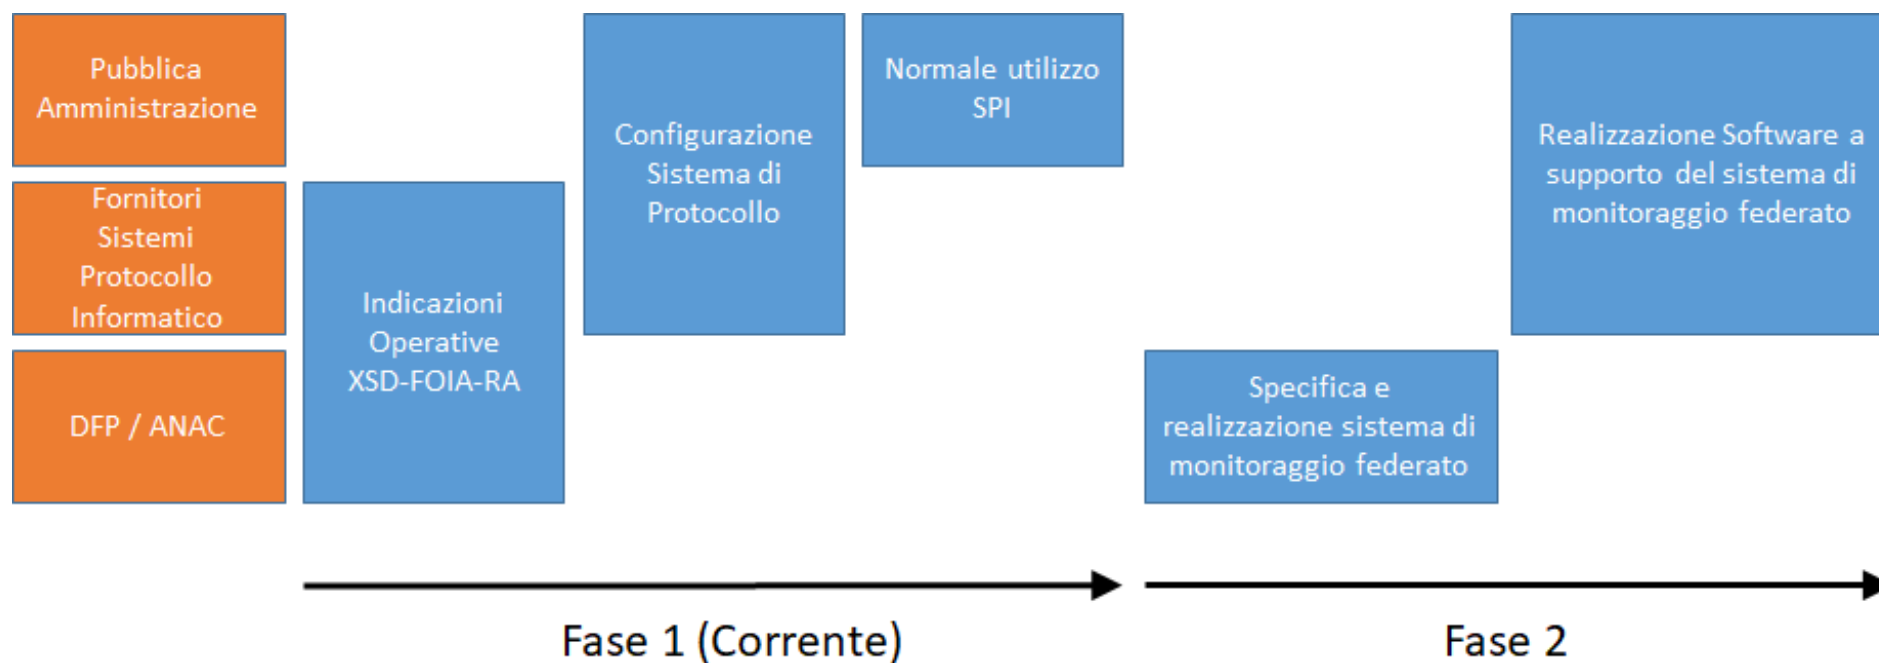 Pubblica
Amministrazione
Fornitori
Sistemi
Protocollo
Informatico
DFP / ANAC
Indicazioni
Operative
XSD-FOIA-RA
Configurazione
Sistema di
Protocollo
Normale utilizzo
SPI
Specifica e
realizzazione sistema di
monitoraggio federato
Realizzazione Software a
supporto del sistema di
monitoraggio federato
Fase 1 (Corrente)
Fase 2